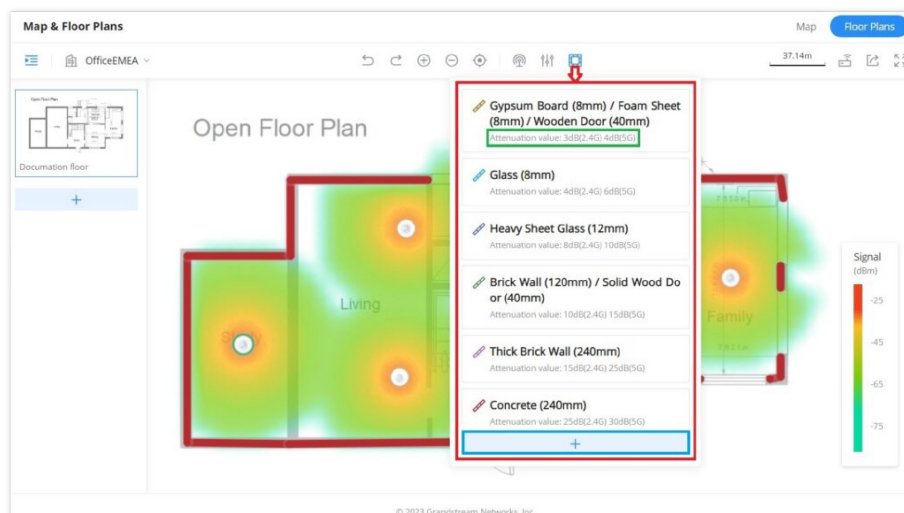 Map & Floor Plans
Map
Floor Plans
OfficeEMEA
37.14m
Open Floor Plan
Documation floor
+
Open Floor Plan
Gypsum Board (8mm) / Foam Sheet
(8mm) / Wooden Door (40mm)
Attenuation value: 3dB(2.4G) 4dB(5G)
Glass (8mm)
Attenuation value: 4dB(2.4G) 6dB(5G)
Heavy Sheet Glass (12mm)
Attenuation value: 8dB(2.4G) 10dB(5G)
Brick Wall (120mm) / Solid Wood Do
or (40mm)
Attenuation value: 10dB(2.4G) 15dB(5G)
Thick Brick Wall (240mm)
Attenuation value: 15dB(2.4G) 25dB(5G)
Concrete (240mm)
Attenuation value: 25dB(2.4G) 30dB(5G)
+
Study
Living
Family
Signal
(dBm)
-25
-45
-65
-75
© 2023 Grandstream Networks, Inc